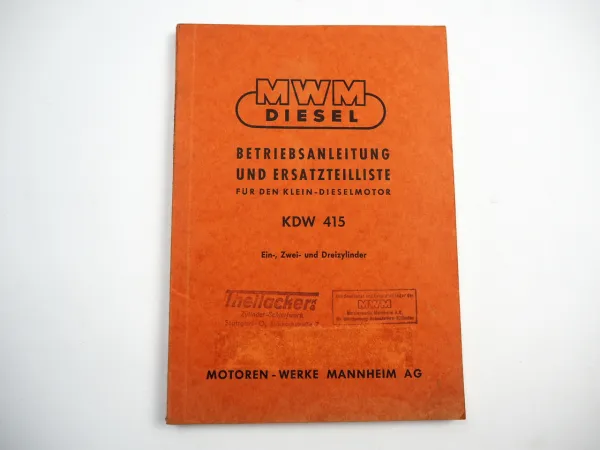 MWM
DIESEL
BETRIEBSANLEITUNG
UND ERSATZTEILLISTE
FÜR DEN KLEIN-DIESELMOTOR
KDW 415
Ein-, Zwei- und Dreizylinder
MWM
MOTOREN-WERKE MANNHEIM AG